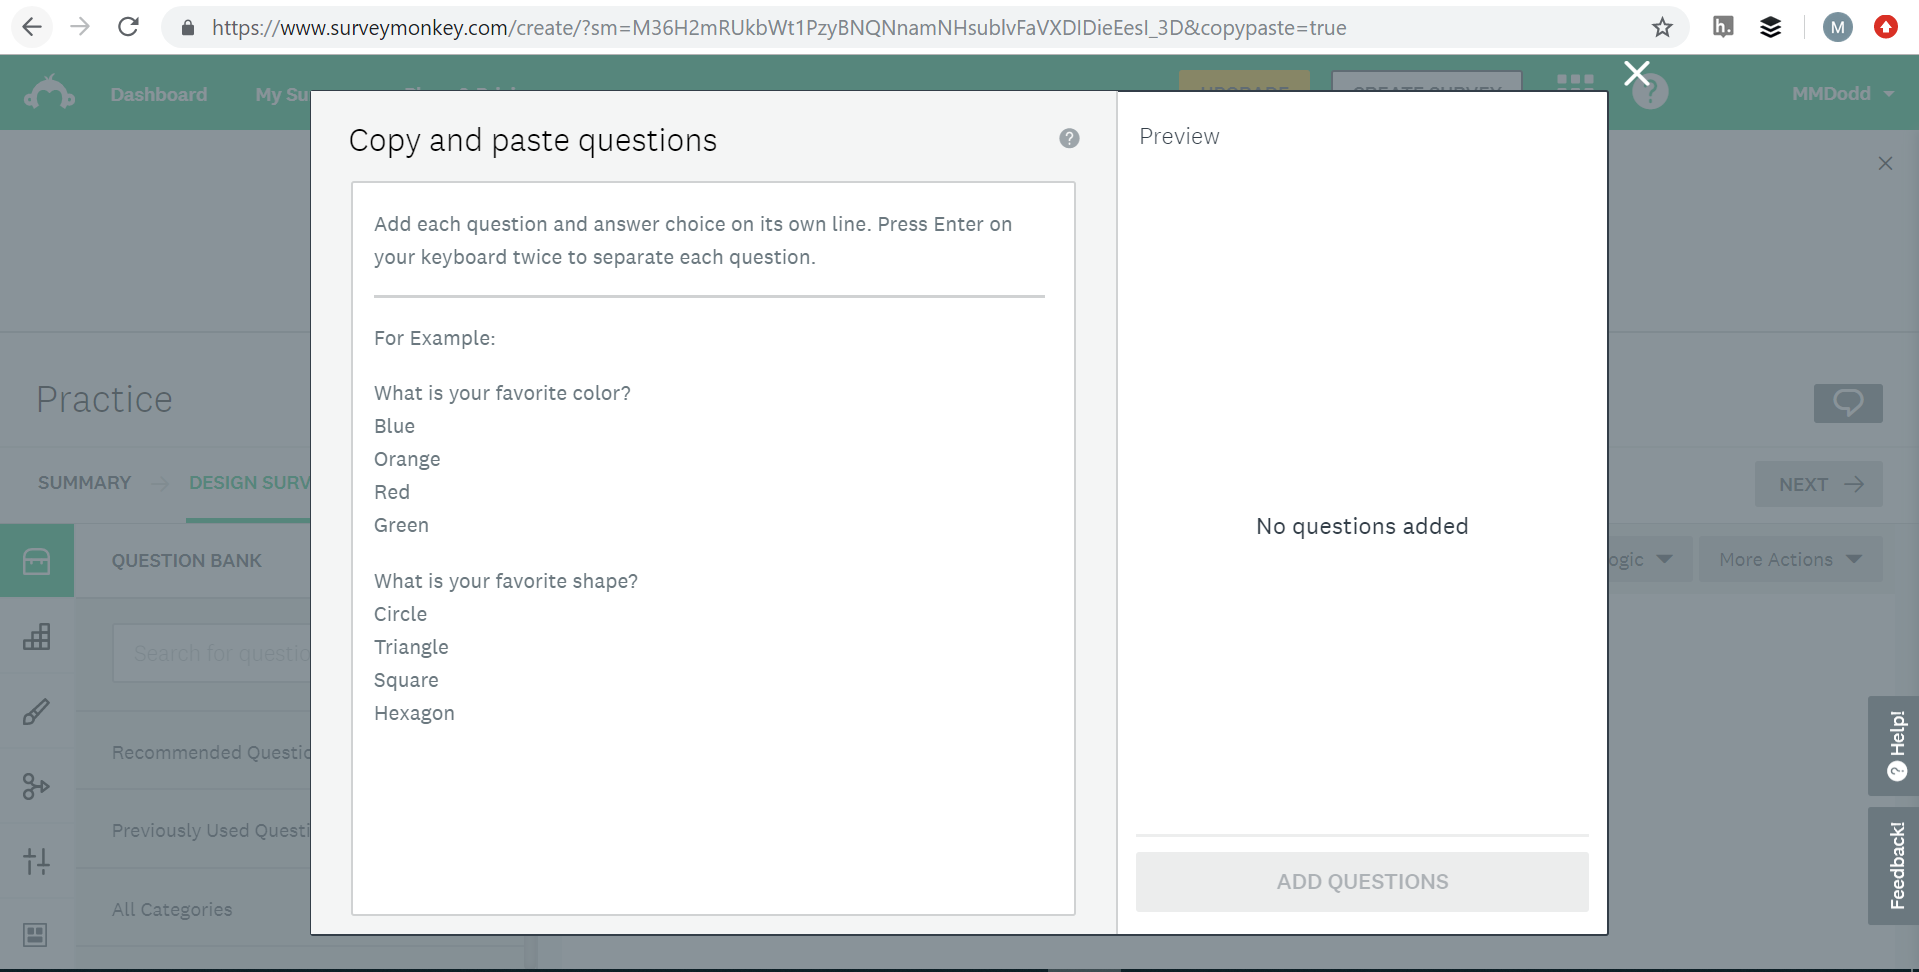 https://www.surveymonkey.com/create/?sm=M36H2mRUkbWt1PzyBNQNnamNHsublvFaVXDIDieEesI_3D&copypaste=true
h.
M
Dashboard
My Su
UPGRADE
CREATE SURVEY
?
MMDodd
Copy and paste questions
?
Preview
Add each question and answer choice on its own line. Press Enter on
your keyboard twice to separate each question.
For Example:
What is your favorite color?
Blue
Orange
Red
Green
What is your favorite shape?
Circle
Triangle
Square
Hexagon
No questions added
ADD QUESTIONS
Practice
SUMMARY
DESIGN SURV
NEXT
QUESTION BANK
ogic
More Actions
Search for questio
Recommended Questio
Previously Used Questi
All Categories
? Help!
Feedback!